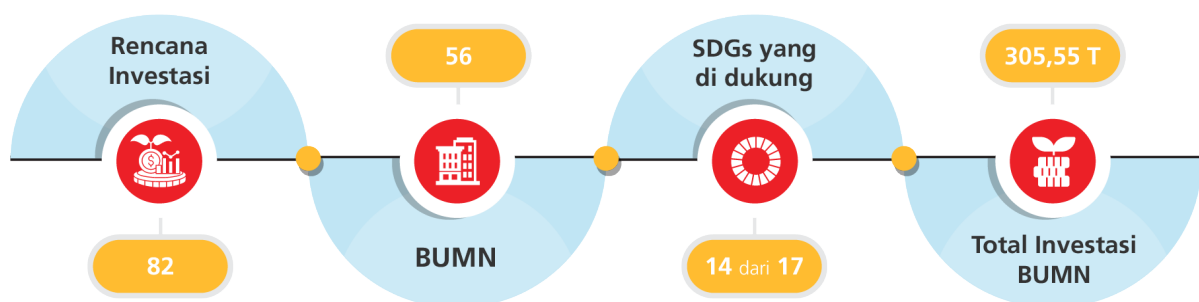 Rencana
Investasi
82
56
BUMN
SDGs yang
di dukung
14 dari 17
305,55 T
Total Investasi
BUMN